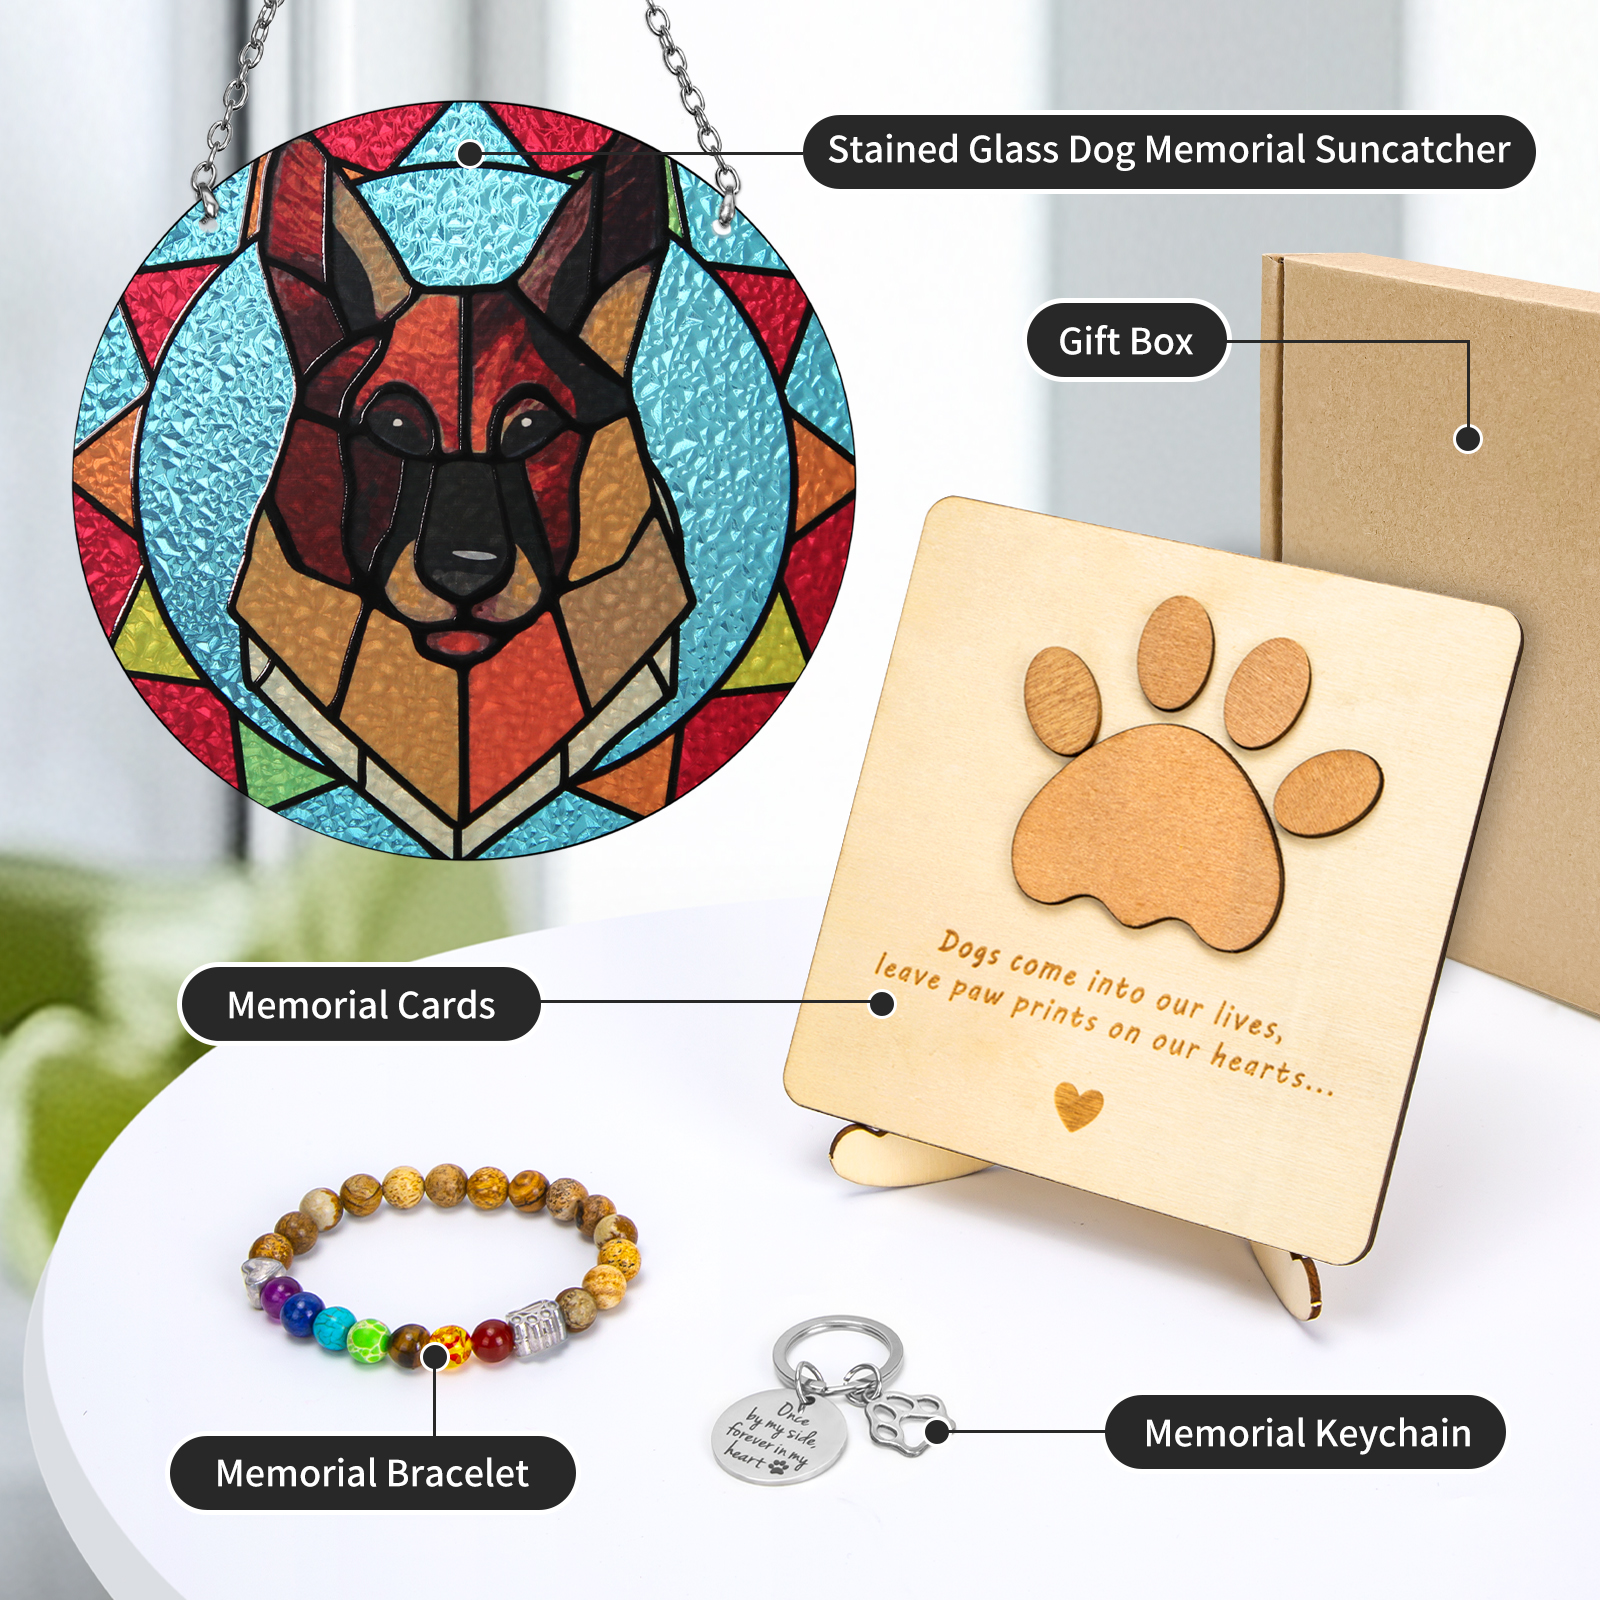 Stained Glass Dog Memorial Suncatcher
Gift Box
Dogs come into our lives,
leave paw prints on our hearts...
Memorial Cards
Memorial Bracelet
Once
by my side,
forever in my
heart
Memorial Keychain